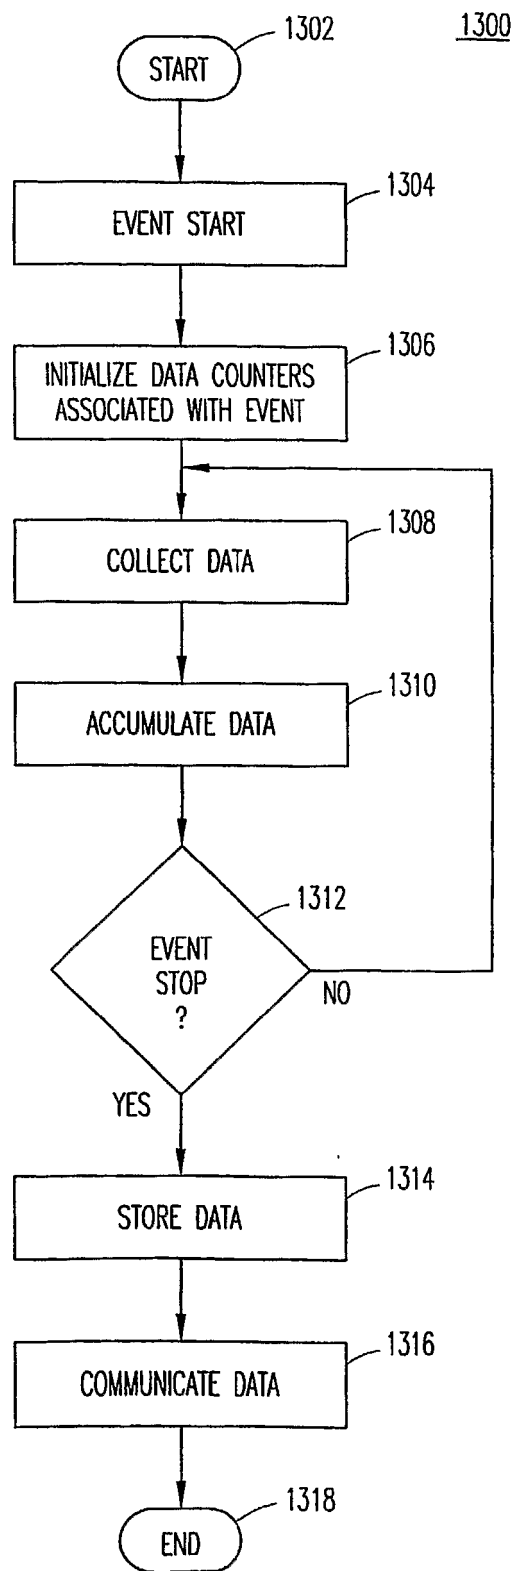 1302
1300
START
1304
EVENT START
1306
INITIALIZE DATA COUNTERS
ASSOCIATED WITH EVENT
1308
COLLECT DATA
1310
ACCUMULATE DATA
1312
EVENT
STOP
?
NO
YES
1314
STORE DATA
1316
COMMUNICATE DATA
1318
END